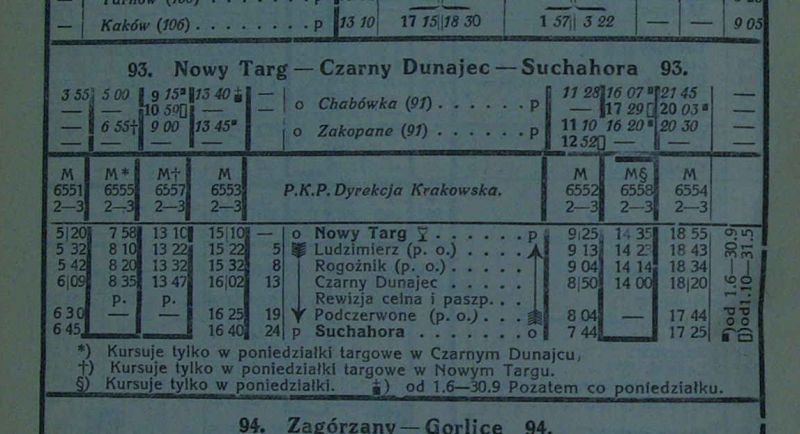 — Kaków (106) . . . . . . . . p 13 10 17 15 18 30 1 57 3 22 — — 9 05
93. Nowy Targ — Czarny Dunajec — Suchahora 93.
3 55 5 00 9 15 13 40 — o Chabówka (91) . . . . . . p 11 28 16 07 21 45 —
— — 10 50 — — — 17 29 20 03 —
— 6 55† 9 00 13 45 — o Zakopane (91) . . . . . . p 11 10 16 20 20 30 —
— — — — 12 52 — — —
M M* M† M M M§ M
6551 6555 6557 6553 P.K.P. Dyrekcja Krakowska. 6552 6558 6554
2—3 2—3 2—3 2—3 2—3 2—3 2—3
5|20 7 58 13 10 15|10 — o Nowy Targ . . . . . . p 9|25 14 35 18 55
5 32 8 10 13 22 15 22 5 Ludzimierz (p. o.) . . . . 9 13 14 23 18 43
5 42 8 20 13 32 15 32 8 Rogoźnik (p. o.) . . . . . 9 04 14 14 18 34
6|09 8 35 13 47 16|02 13 Czarny Dunajec . . . . . 8|50 14 00 18|20
p. p. Rewizja celna i paszp. . .
6 30 — — 16 25 19 Podczerwone (p. o.) . . . 8 04 — 17 44
6 45 16 40 24 p Suchahora . . . . . . . o 7 44 17 25
od 1.6—30.9
od 1.10—31.5
*) Kursuje tylko w poniedziałki targowe w Czarnym Dunajcu,
†) Kursuje tylko w poniedziałki targowe w Nowym Targu.
§) Kursuje tylko w poniedziałki. ) od 1.6—30.9 Pozatem co poniedziałku.
94. Zagórzany — Gorlice 94.